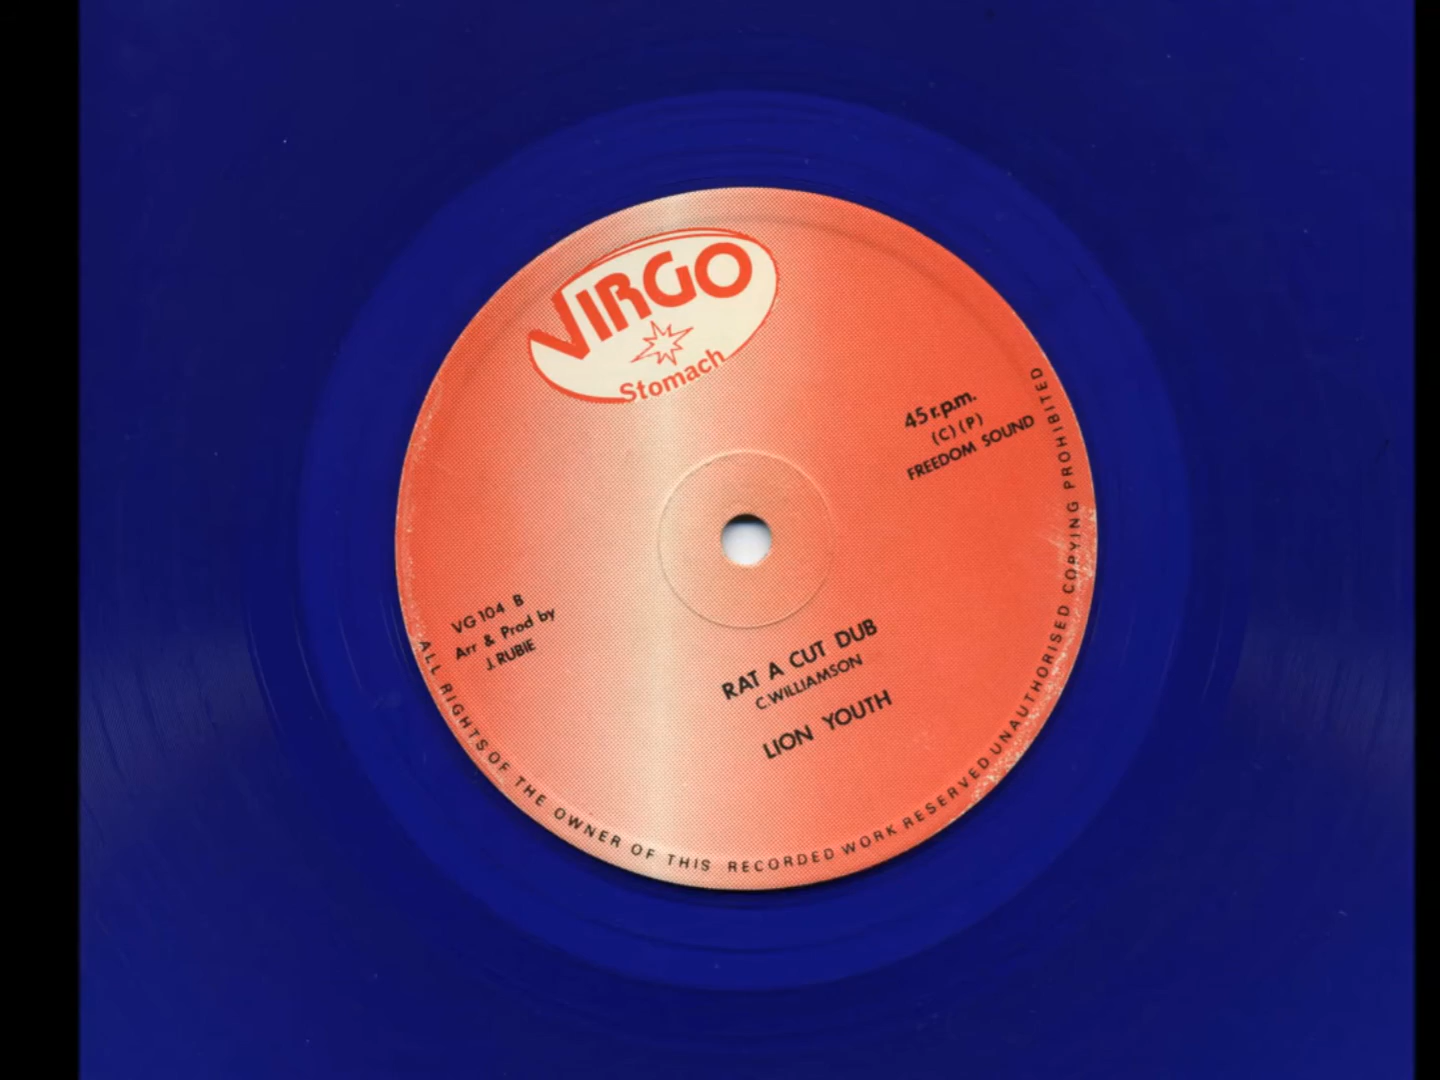 VIRGO
Stomach
45 r.p.m.
(C) (P)
FREEDOM SOUND
VG 104 B
Arr & Prod by
J. RUBIE
RAT A CUT DUB
C. WILLIAMSON
LION YOUTH
ALL RIGHTS OF THE OWNER OF THIS RECORDED WORK RESERVED UNAUTHORISED COPYING PROHIBITED